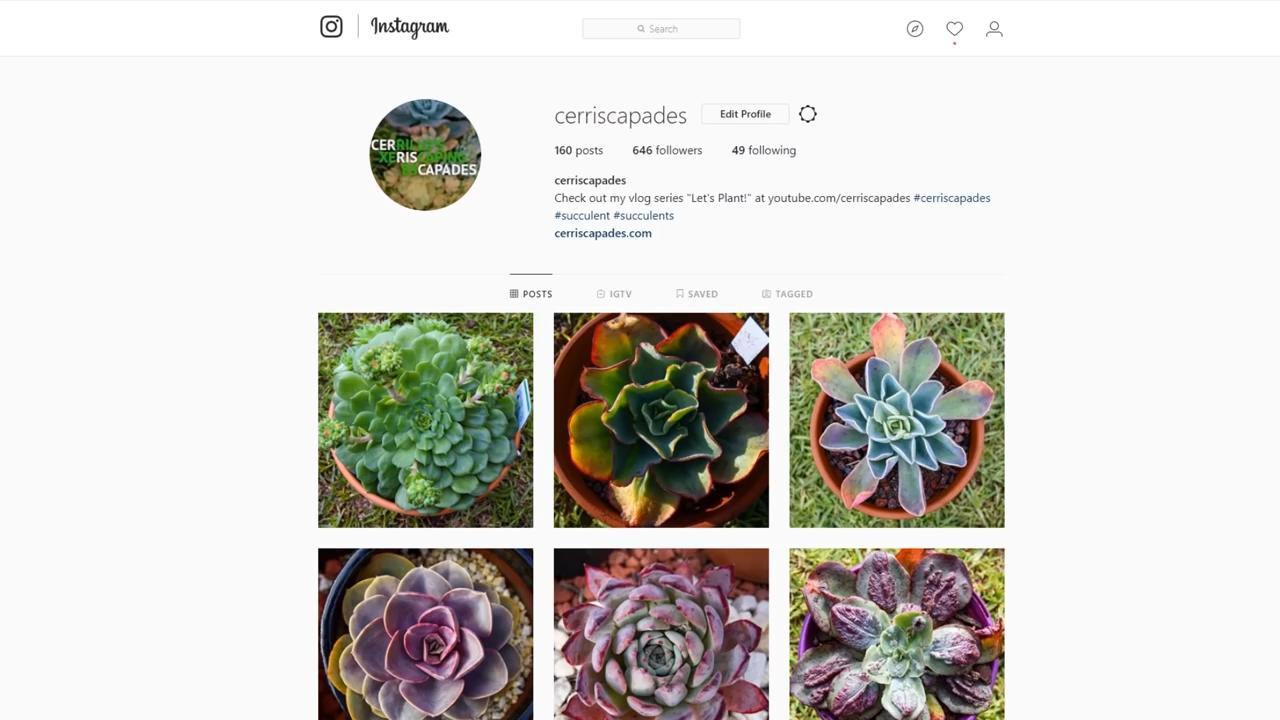 Instagram
Search
cerriscapades Edit Profile
160 posts 646 followers 49 following
cerriscapades
Check out my vlog series "Let's Plant!" at youtube.com/cerriscapades #cerriscapades
#succulent #succulents
cerriscapades.com
POSTS IGTV SAVED TAGGED